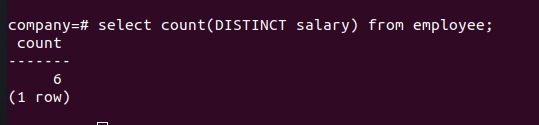 company=# select count(DISTINCT salary) from employee;
 count
-------
     6
(1 row)